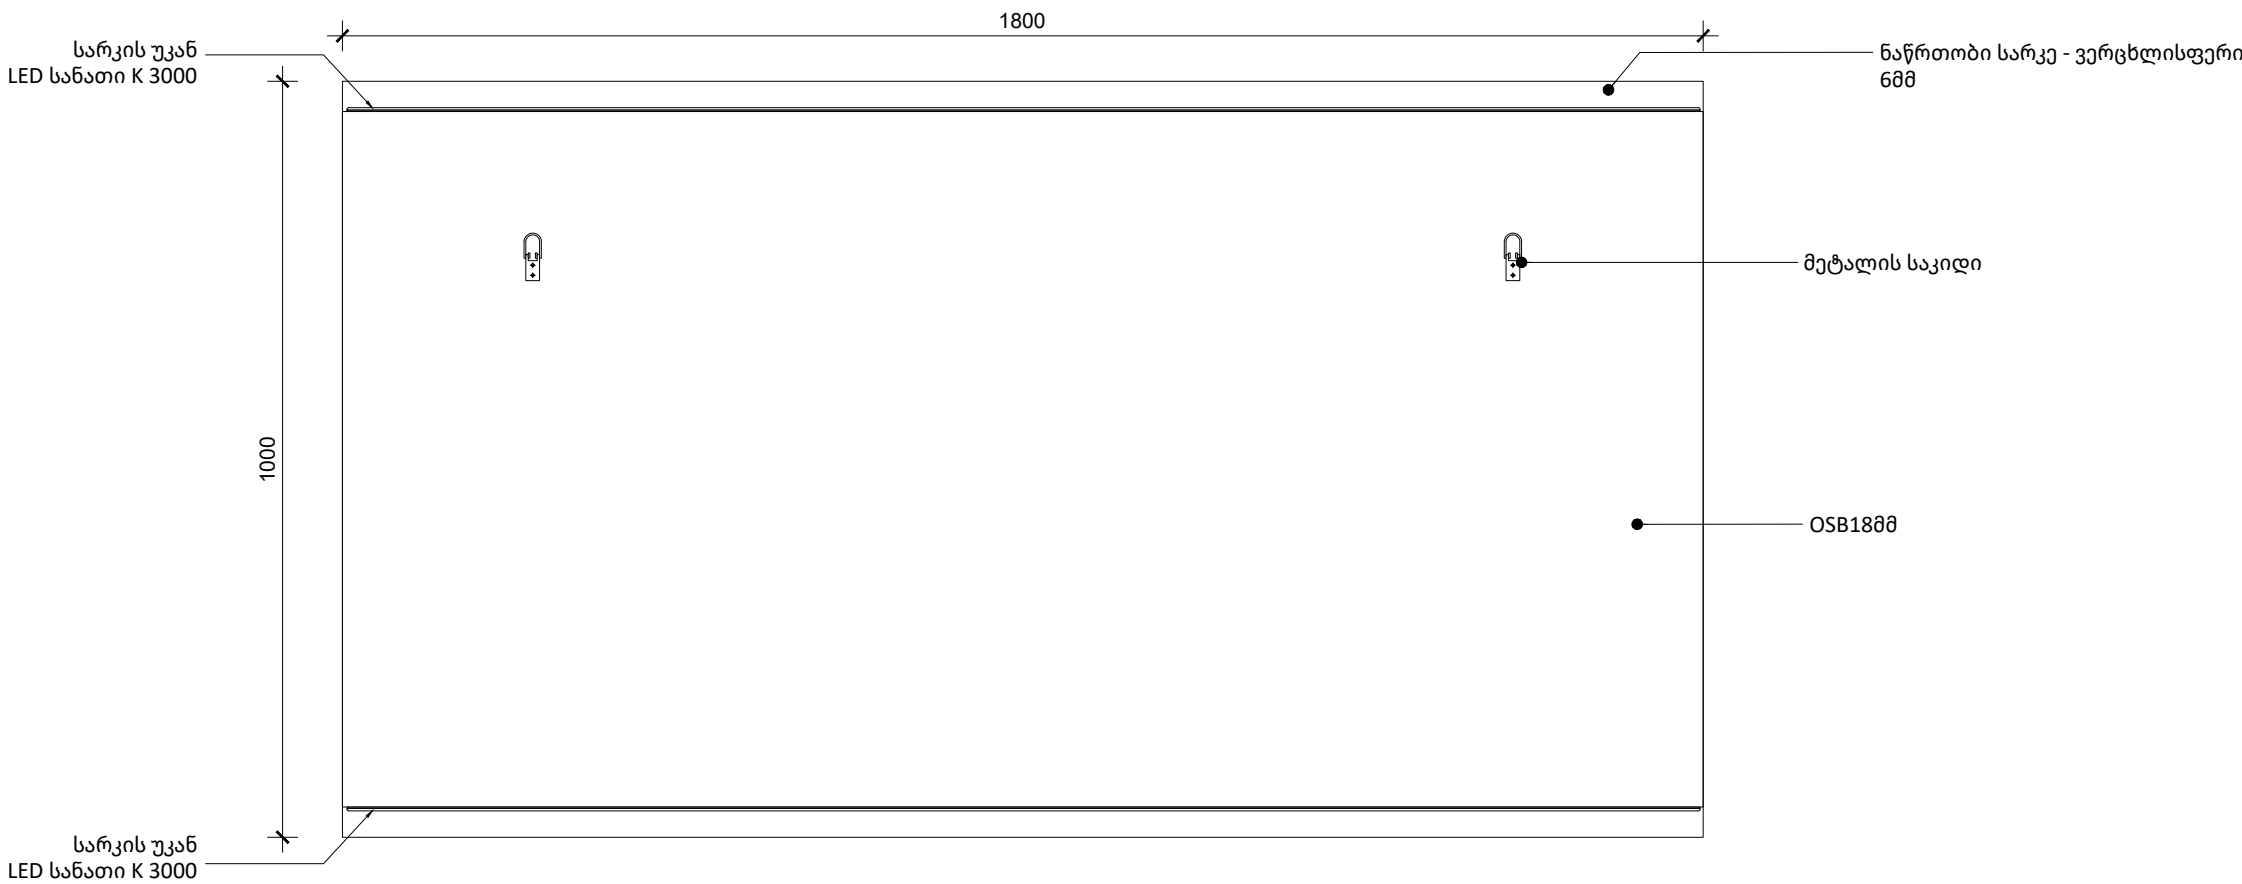 1800
სარკის უკან
LED სანათი K 3000
ნაწრთობი სარკე - ვერცხლისფერი
6მმ
მეტალის საკიდი
1000
OSB18მმ
სარკის უკან
LED სანათი K 3000